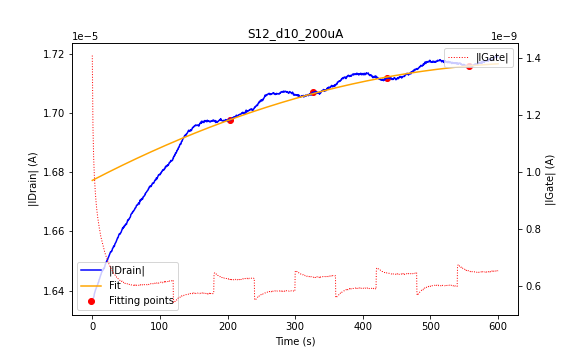 S12_d10_200uA
1e−5
1e−9
1.72
1.70
1.68
1.66
1.64
|IDrain| (A)
|IGate|
1.4
1.2
1.0
0.8
0.6
|IGate| (A)
|IDrain|
Fit
Fitting points
0
100
200
300
400
500
600
Time (s)